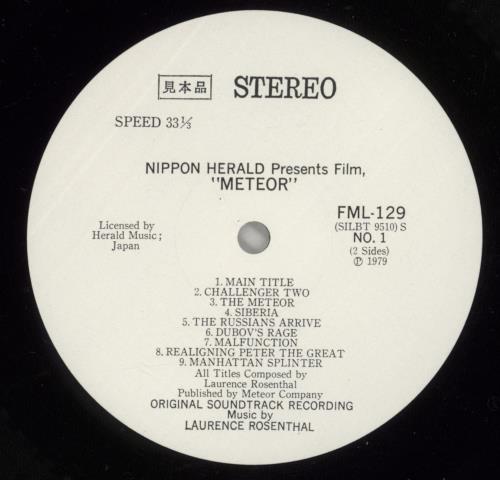 見本品 STEREO
SPEED 33⅓
NIPPON HERALD Presents Film,
"METEOR"
Licensed by
Herald Music;
Japan
FML-129
(SILBT 9510) S
NO. 1
(2 Sides)
Ⓟ 1979
1. MAIN TITLE
2. CHALLENGER TWO
3. THE METEOR
4. SIBERIA
5. THE RUSSIANS ARRIVE
6. DUBOV'S RAGE
7. MALFUNCTION
8. REALIGNING PETER THE GREAT
9. MANHATTAN SPLINTER
All Titles Composed by
Laurence Rosenthal
Published by Meteor Company
ORIGINAL SOUNDTRACK RECORDING
Music by
LAURENCE ROSENTHAL